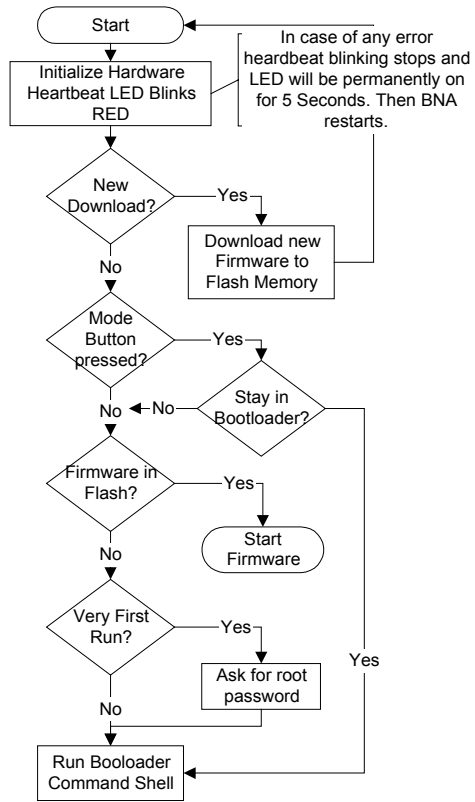 Start
In case of any error
heardbeat blinking stops and
LED will be permanently on
for 5 Seconds. Then BNA
restarts.
Initialize Hardware
Heartbeat LED Blinks
RED
New
Download?
Yes
No
Download new
Firmware to
Flash Memory
Mode
Button
pressed?
Yes
No
No
Stay in
Bootloader?
Firmware in
Flash?
Yes
No
Start
Firmware
Very First
Run?
Yes
Yes
No
Ask for root
password
Run Booloader
Command Shell